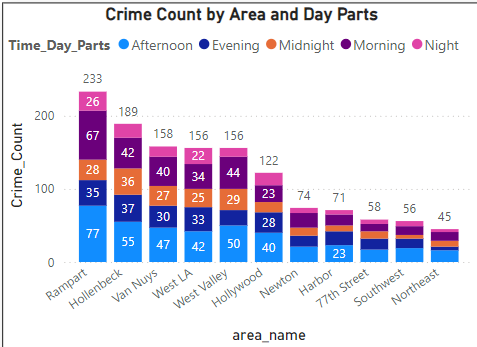 Crime Count by Area and Day Parts
Time_Day_Parts Afternoon Evening Midnight Morning Night
Crime_Count
200
100
0
233
26
67
28
35
77
189
42
36
37
55
158
40
27
30
47
156
22
34
25
33
42
156
44
29
50
122
23
28
40
74
71
23
58
56
45
Rampart
Hollenbeck
Van Nuys
West LA
West Valley
Hollywood
Newton
Harbor
77th Street
Southwest
Northeast
area_name